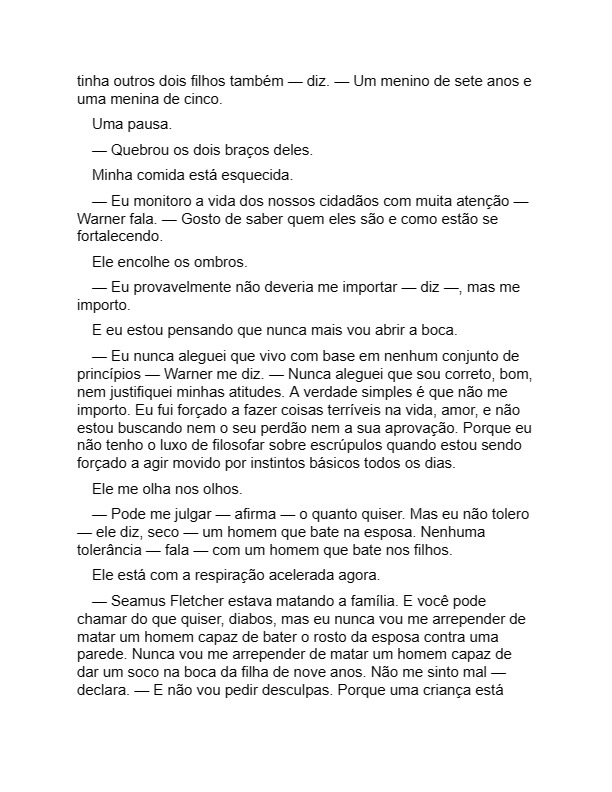 tinha outros dois filhos também — diz. — Um menino de sete anos e
uma menina de cinco.
Uma pausa.
— Quebrou os dois braços deles.
Minha comida está esquecida.
— Eu monitoro a vida dos nossos cidadãos com muita atenção —
Warner fala. — Gosto de saber quem eles são e como estão se
fortalecendo.
Ele encolhe os ombros.
— Eu provavelmente não deveria me importar — diz —, mas me
importo.
E eu estou pensando que nunca mais vou abrir a boca.
— Eu nunca aleguei que vivo com base em nenhum conjunto de
princípios — Warner me diz. — Nunca aleguei que sou correto, bom,
nem justifiquei minhas atitudes. A verdade simples é que não me
importo. Eu fui forçado a fazer coisas terríveis na vida, amor, e não
estou buscando nem o seu perdão nem a sua aprovação. Porque eu
não tenho o luxo de filosofar sobre escrúpulos quando estou sendo
forçado a agir movido por instintos básicos todos os dias.
Ele me olha nos olhos.
— Pode me julgar — afirma — o quanto quiser. Mas eu não tolero
— ele diz, seco — um homem que bate na esposa. Nenhuma
tolerância — fala — com um homem que bate nos filhos.
Ele está com a respiração acelerada agora.
— Seamus Fletcher estava matando a família. E você pode
chamar do que quiser, diabos, mas eu nunca vou me arrepender de
matar um homem capaz de bater o rosto da esposa contra uma
parede. Nunca vou me arrepender de matar um homem capaz de
dar um soco na boca da filha de nove anos. Não me sinto mal —
declara. — E não vou pedir desculpas. Porque uma criança está